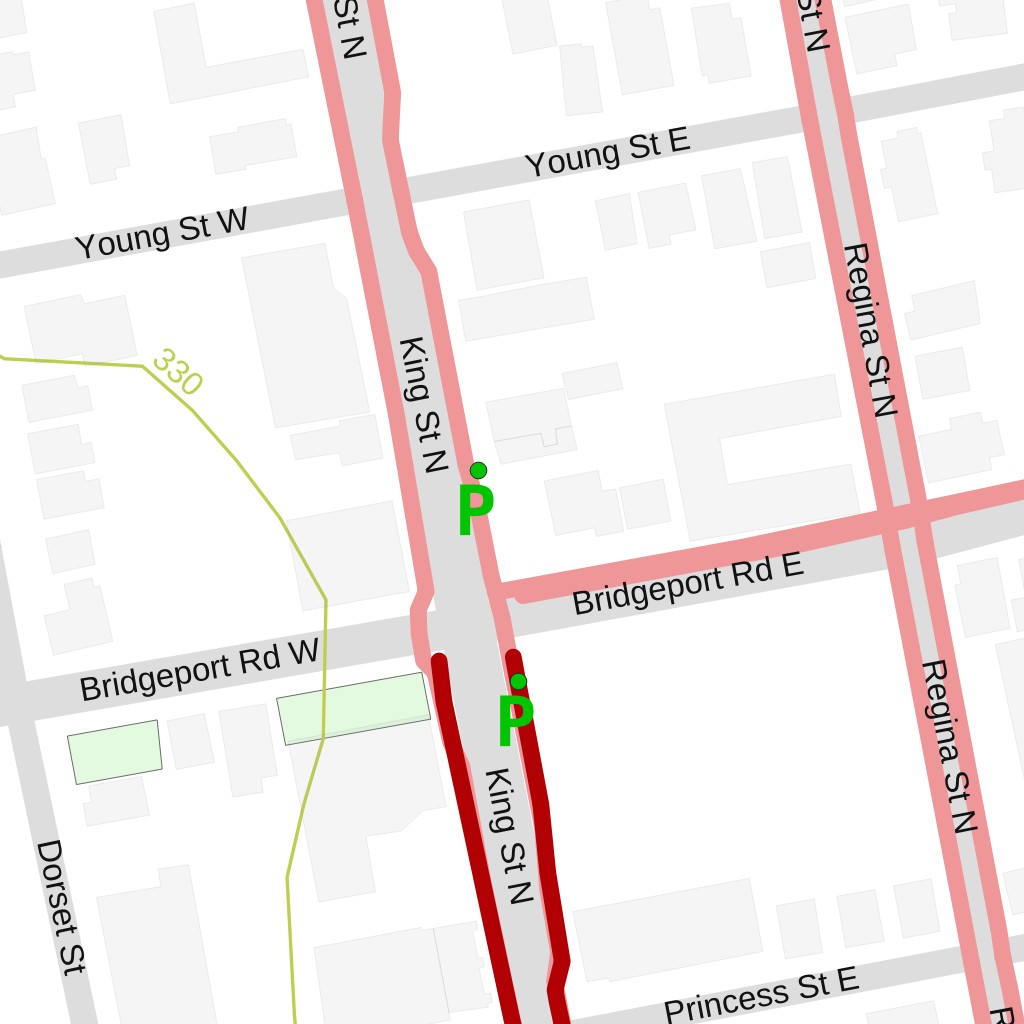 St N
St N
Young St E
Young St W
Regina St N
King St N
330
P
Bridgeport Rd E
Bridgeport Rd W
Regina St N
P
King St N
Dorset St
Princess St E
R